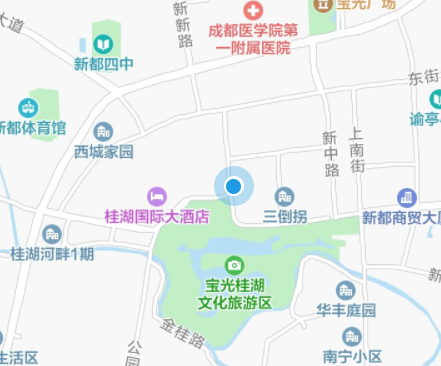 宝光广场
大道
新新路
成都医学院第
一附属医院
新都四中
东街
新都体育馆
西城家园
新中路
上南街
谕亭
桂湖国际大酒店
三倒拐
新都商贸大厦
桂湖河畔1期
宝光桂湖
文化旅游区
新
华丰庭园
金桂路
公园
南宁小区
生活区